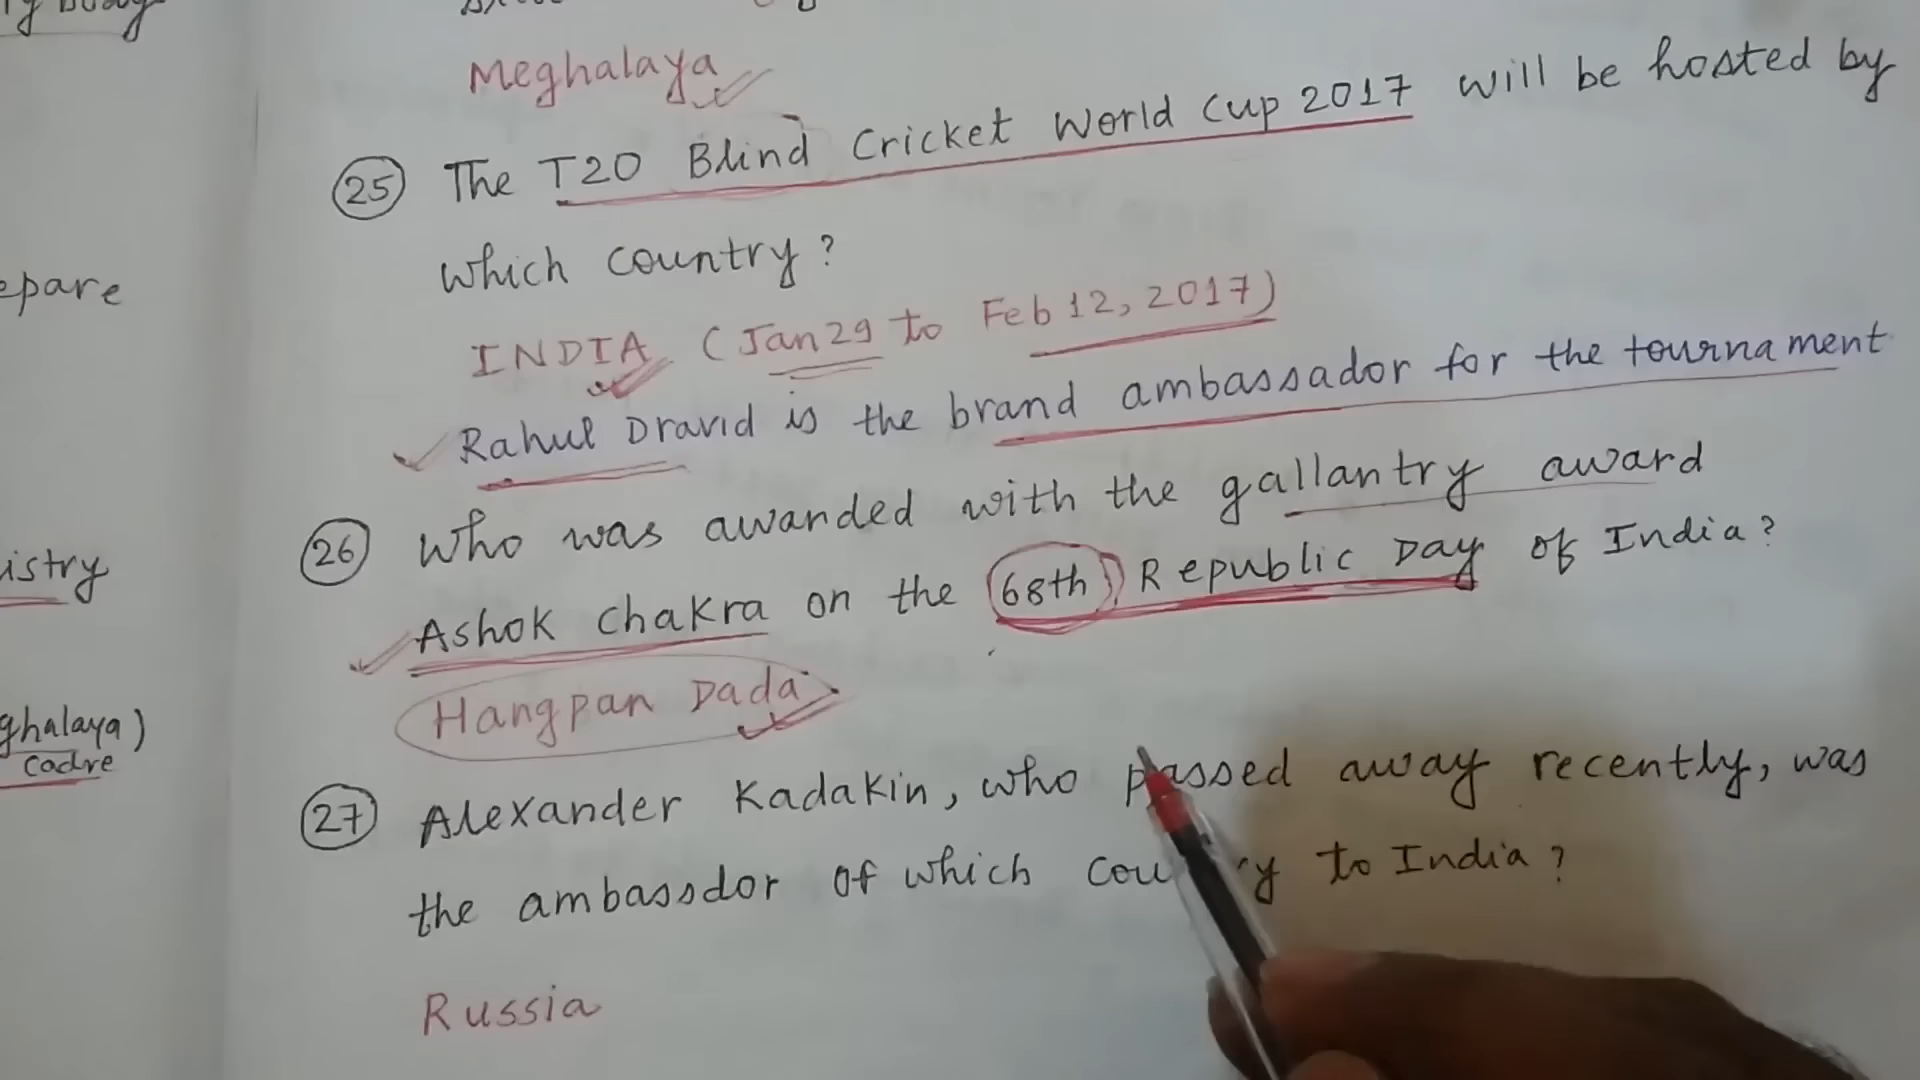 epare
istry
ghalaya)
cadre
Meghalaya
25 The T20 Blind Cricket World Cup 2017 will be hosted by
which country?
INDIA (Jan 29 to Feb 12, 2017)
Rahul Dravid is the brand ambassador for the tournament
26 Who was awarded with the gallantry award
Ashok Chakra on the 68th Republic Day of India?
Hangpan Dada
27 Alexander Kadakin, who passed away recently, was
the ambassdor of which to India?
Russia